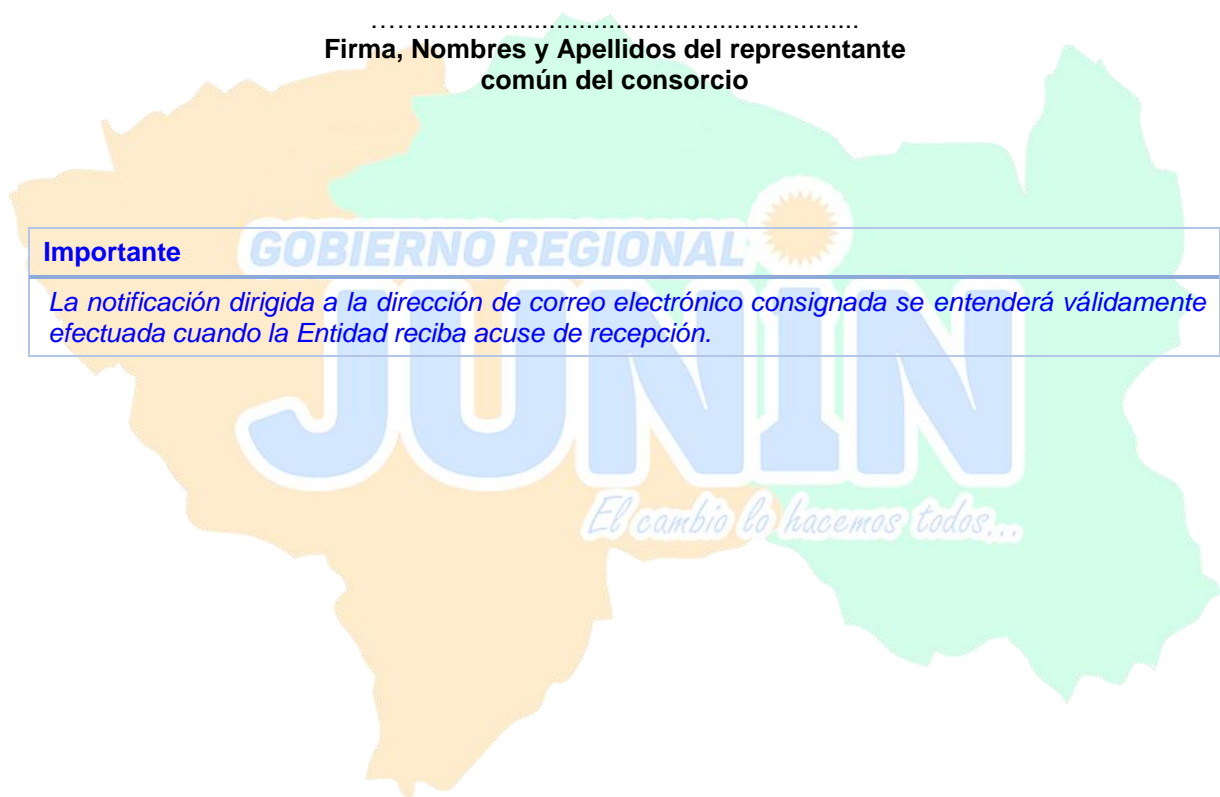 ……............................................................
Firma, Nombres y Apellidos del representante
común del consorcio
GOBIERNO REGIONAL
Importante
La notificación dirigida a la dirección de correo electrónico consignada se entenderá válidamente
efectuada cuando la Entidad reciba acuse de recepción.
JUNÍN
El cambio lo hacemos todos...